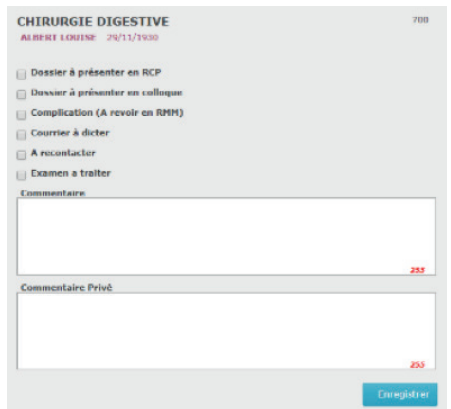 CHIRURGIE DIGESTIVE 700
ALBERT LOUISE 29/11/1930
Dossier à présenter en RCP
Dossier à présenter en colloque
Complication (A revoir en RMM)
Courrier à dicter
A recontacter
Examen a traiter
Commentaire
255
Commentaire Privé
255
Enregistrer